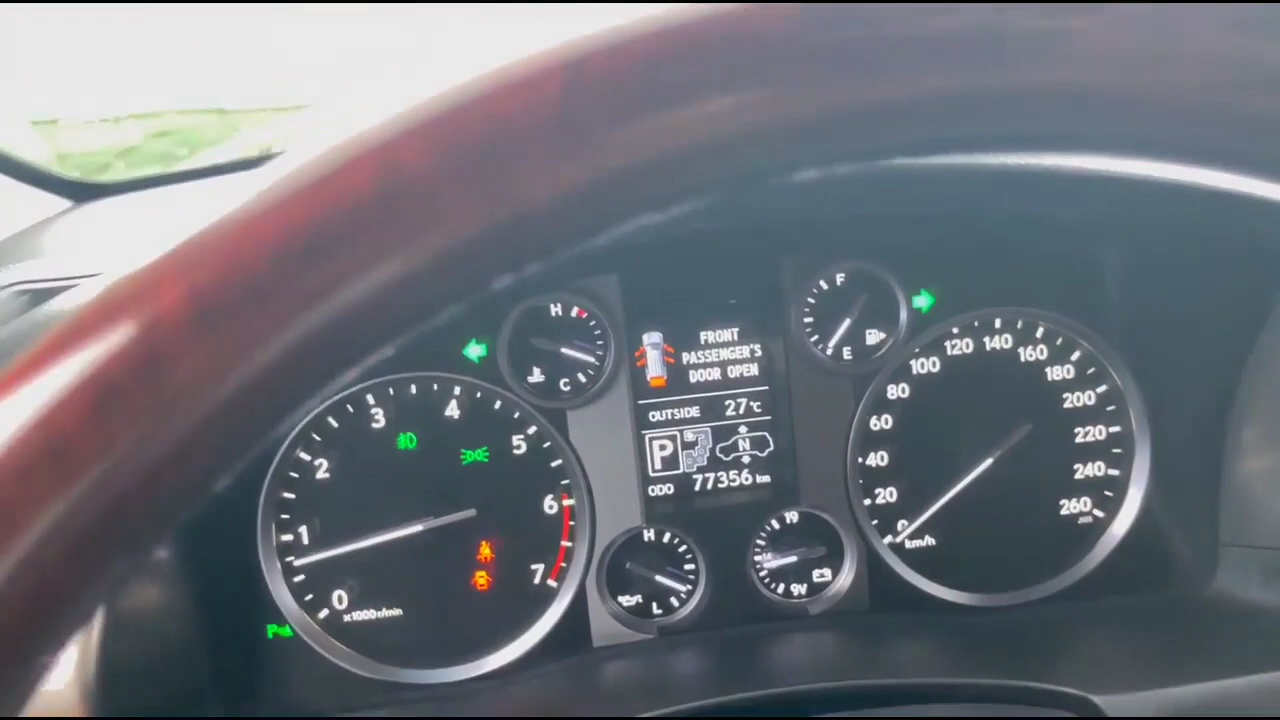 H
C
F
E
FRONT
PASSENGER'S
DOOR OPEN
OUTSIDE 27°C
P N
ODO 77356 km
0 1 2 3 4 5 6 7
x1000r/min
H
L
19
14
9V
0 20 40 60 80 100 120 140 160 180 200 220 240 260
km/h